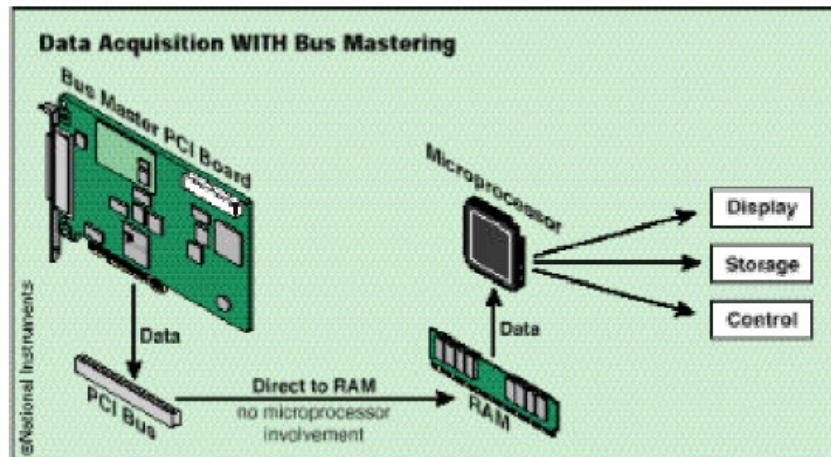 Data Acquisition WITH Bus Mastering
Bus Master PCI Board
Microprocessor
Display
Storage
Control
Data
Data
PCI Bus
Direct to RAM
no microprocessor
involvement
RAM
©National Instruments